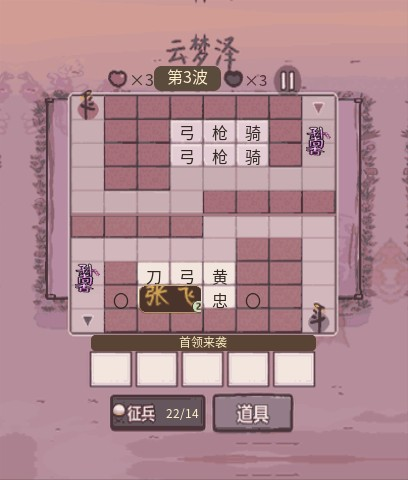 云梦泽
×3 第3波 ×3
弓 枪 骑
弓 枪 骑
刀 弓 黄
张飞 2 忠
首领来袭
征兵 22/14 道具